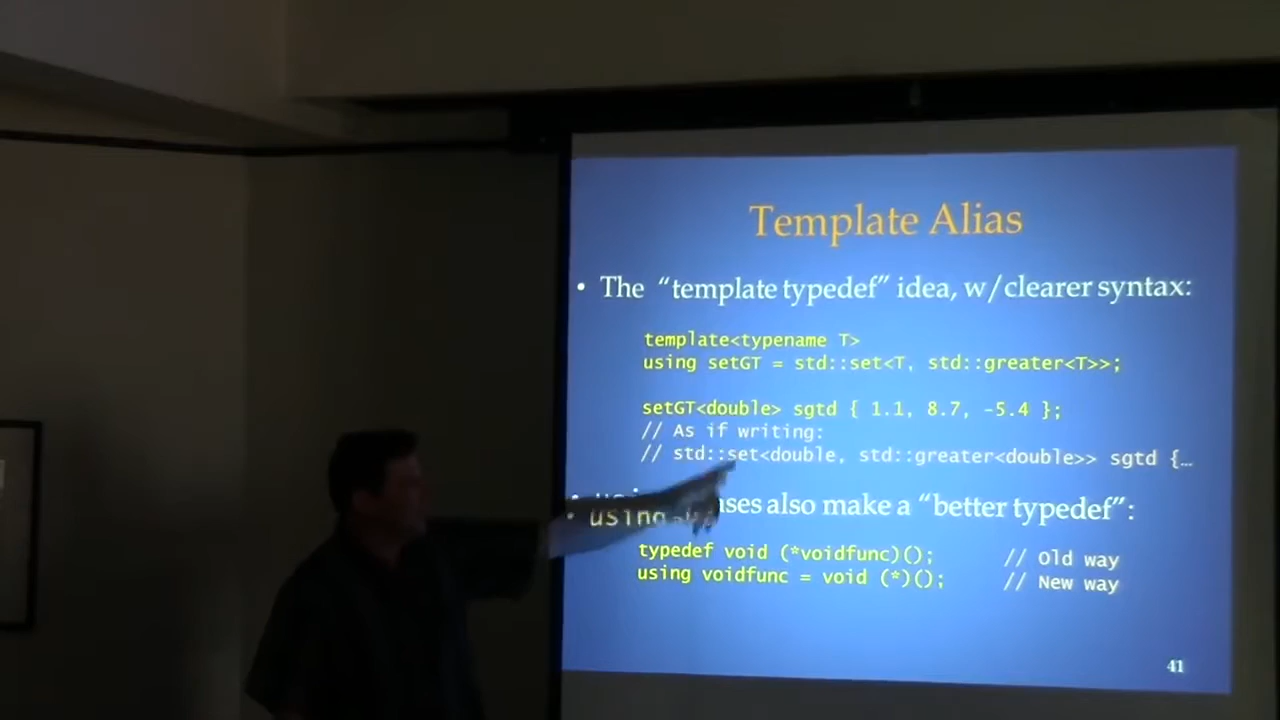 Template Alias
• The “template typedef” idea, w/clearer syntax:
template<typename T>
using setGT = std::set<T, std::greater<T>>;
setGT<double> sgtd { 1.1, 8.7, -5.4 };
// As if writing:
// std::set<double, std::greater<double>> sgtd {…
• using also make a “better typedef”:
typedef void (*voidfunc)(); // Old way
using voidfunc = void (*)(); // New way
41